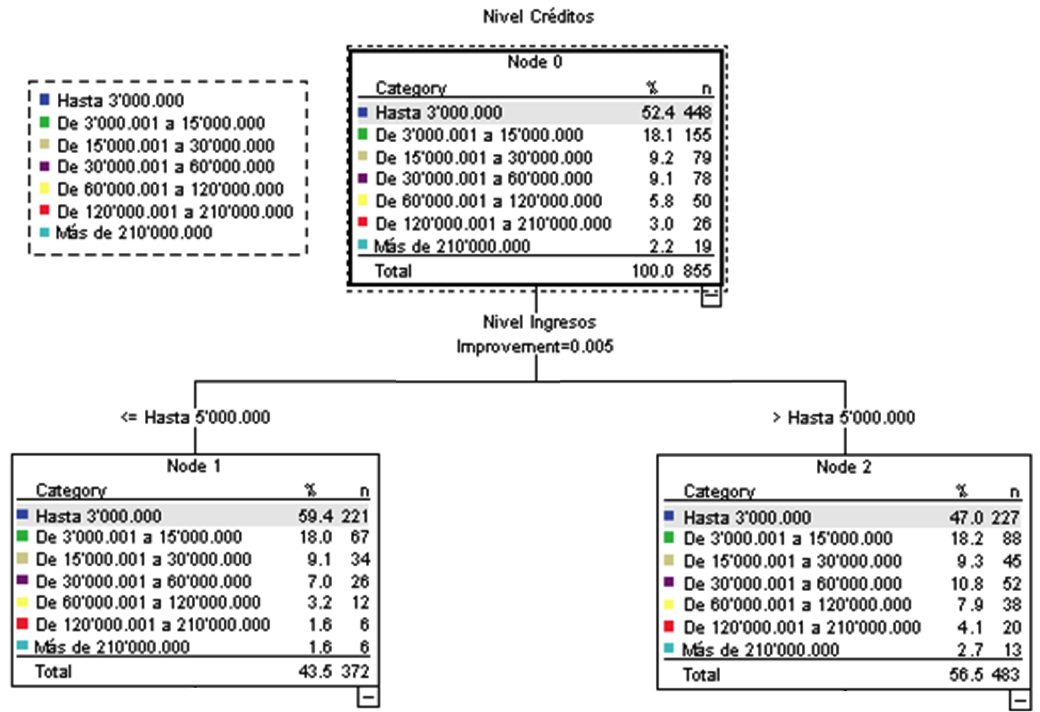 Nivel Créditos
Hasta 3'000.000
De 3'000.001 a 15'000.000
De 15'000.001 a 30'000.000
De 30'000.001 a 60'000.000
De 60'000.001 a 120'000.000
De 120'000.001 a 210'000.000
Más de 210'000.000
Node 0
Category % n
Hasta 3'000.000 52.4 448
De 3'000.001 a 15'000.000 18.1 155
De 15'000.001 a 30'000.000 9.2 79
De 30'000.001 a 60'000.000 9.1 78
De 60'000.001 a 120'000.000 5.8 50
De 120'000.001 a 210'000.000 3.0 26
Más de 210'000.000 2.2 19
Total 100.0 855
Nivel Ingresos
Improvement=0.005
<= Hasta 5'000.000
> Hasta 5'000.000
Node 1
Category % n
Hasta 3'000.000 59.4 221
De 3'000.001 a 15'000.000 18.0 67
De 15'000.001 a 30'000.000 9.1 34
De 30'000.001 a 60'000.000 7.0 26
De 60'000.001 a 120'000.000 3.2 12
De 120'000.001 a 210'000.000 1.6 6
Más de 210'000.000 1.6 6
Total 43.5 372
Node 2
Category % n
Hasta 3'000.000 47.0 227
De 3'000.001 a 15'000.000 18.2 88
De 15'000.001 a 30'000.000 9.3 45
De 30'000.001 a 60'000.000 10.8 52
De 60'000.001 a 120'000.000 7.9 38
De 120'000.001 a 210'000.000 4.1 20
Más de 210'000.000 2.7 13
Total 56.5 483